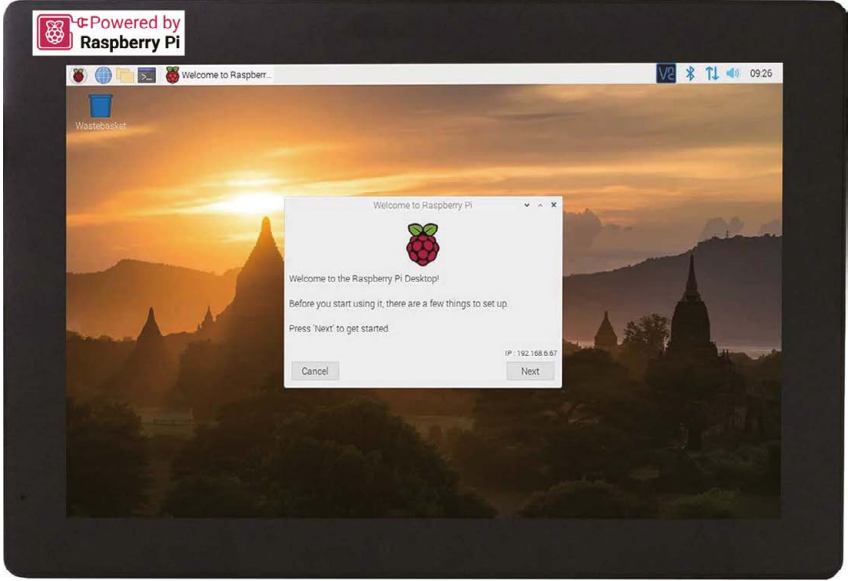 Powered by
Raspberry Pi
Welcome to Raspberr...
V2
09:26
Wastebasket
Welcome to Raspberry Pi
Welcome to the Raspberry Pi Desktop!
Before you start using it, there are a few things to set up.
Press 'Next' to get started.
IP : 192.168.6.67
Cancel
Next